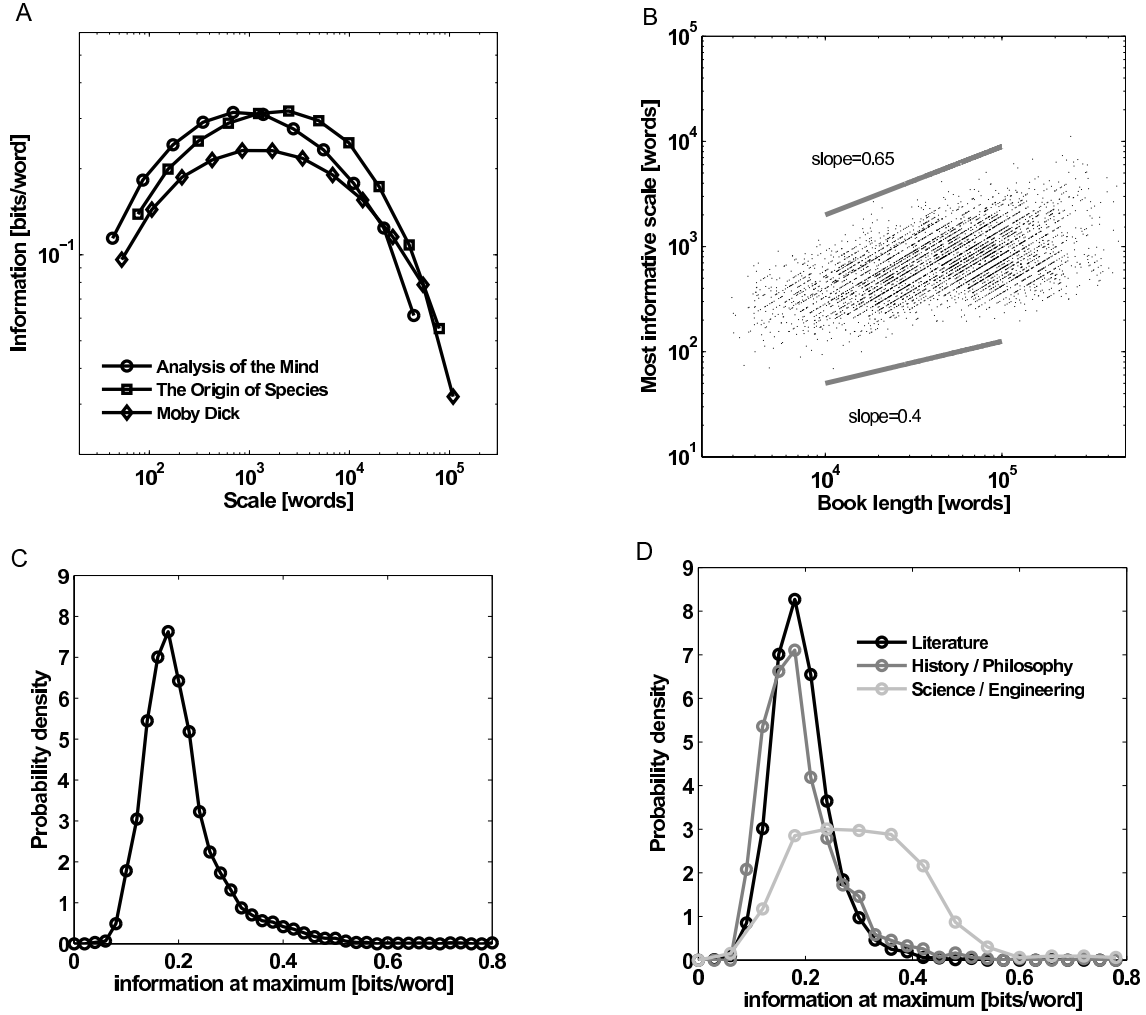 A
Information [bits/word]
10^-1
Analysis of the Mind
The Origin of Species
Moby Dick
10^2 10^3 10^4 10^5
Scale [words]
B
Most informative scale [words]
10^5
10^4
10^3
10^2
10^1
slope=0.65
slope=0.4
10^4 10^5
Book length [words]
C
Probability density
9
8
7
6
5
4
3
2
1
0
0 0.2 0.4 0.6 0.8
information at maximum [bits/word]
D
Probability density
9
8
7
6
5
4
3
2
1
0
Literature
History / Philosophy
Science / Engineering
0 0.2 0.4 0.6 0.8
information at maximum [bits/word]